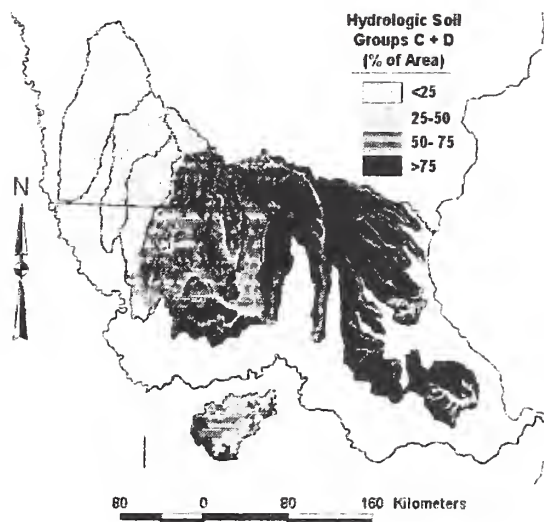 Hydrologic Soil
Groups C + D
(% of Area)
<25
25-50
50-75
>75
N
80 0 80 160 Kilometers